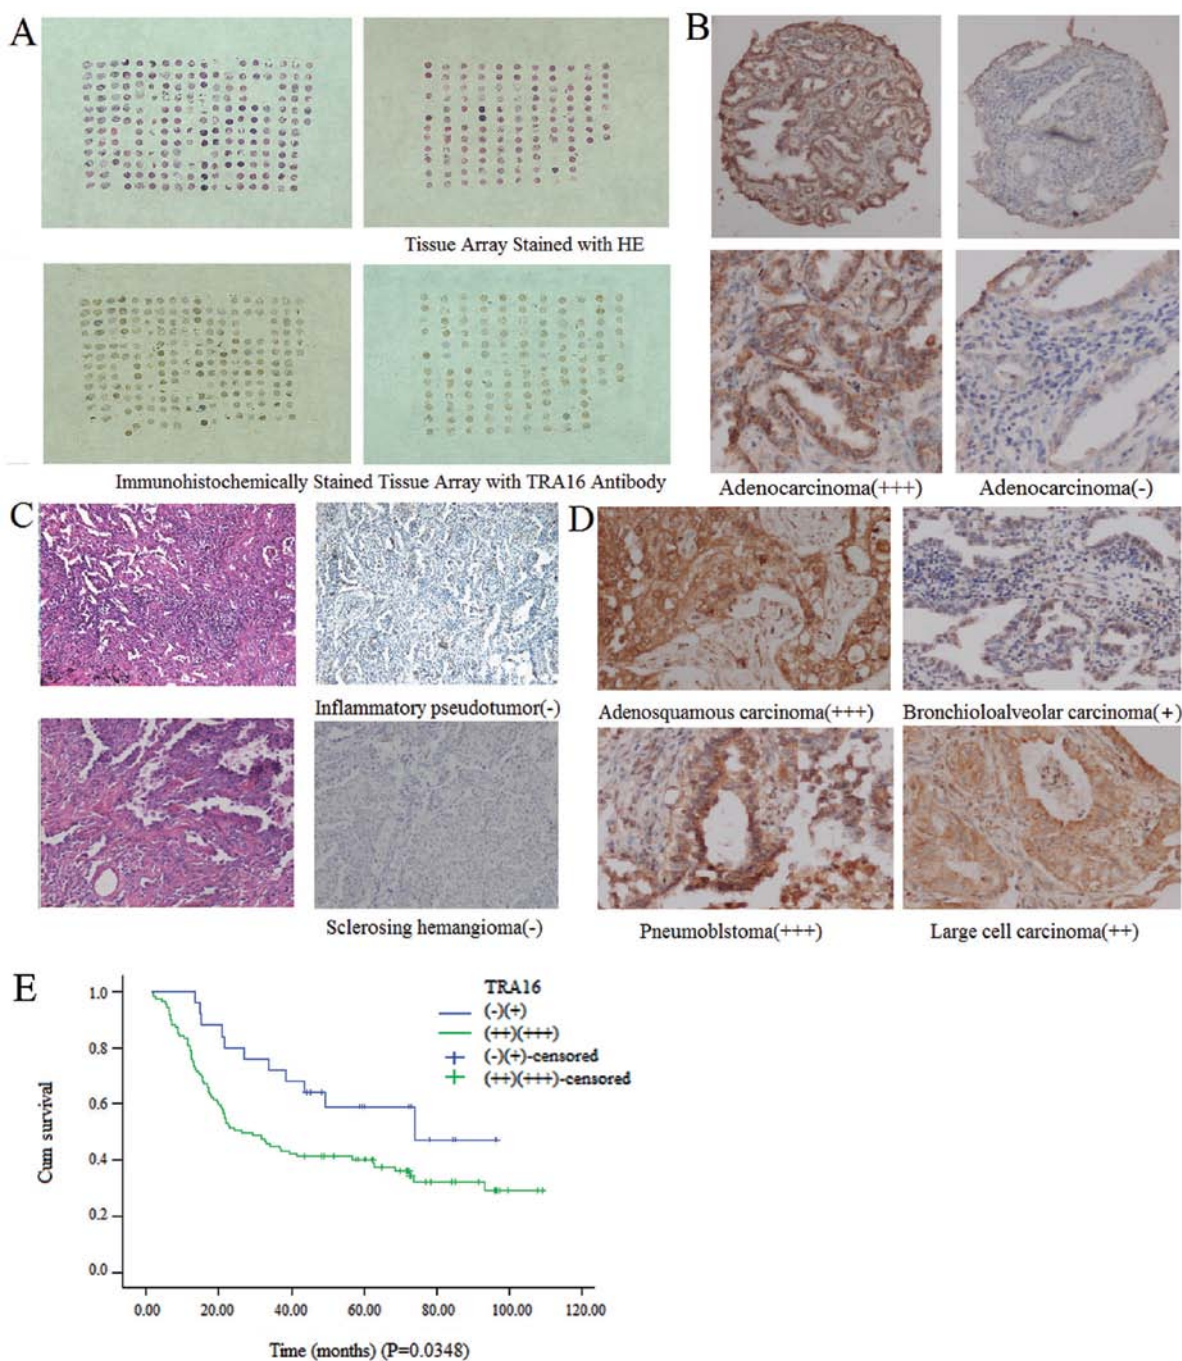 A
B
Tissue Array Stained with HE
Immunohistochemically Stained Tissue Array with TRA16 Antibody
Adenocarcinoma(+++)
Adenocarcinoma(-)
C
D
Inflammatory pseudotumor(-)
Adenosquamous carcinoma(+++)
Bronchioloalveolar carcinoma(+)
Sclerosing hemangioma(-)
Pneumoblstoma(+++)
Large cell carcinoma(++)
E
TRA16
(-)(+)
(++)(+++)
(-)(+)-censored
(++)(+++)-censored
Cum survival
1.0
0.8
0.6
0.4
0.2
0.0
0.00 20.00 40.00 60.00 80.00 100.00 120.00
Time (months) (P=0.0348)